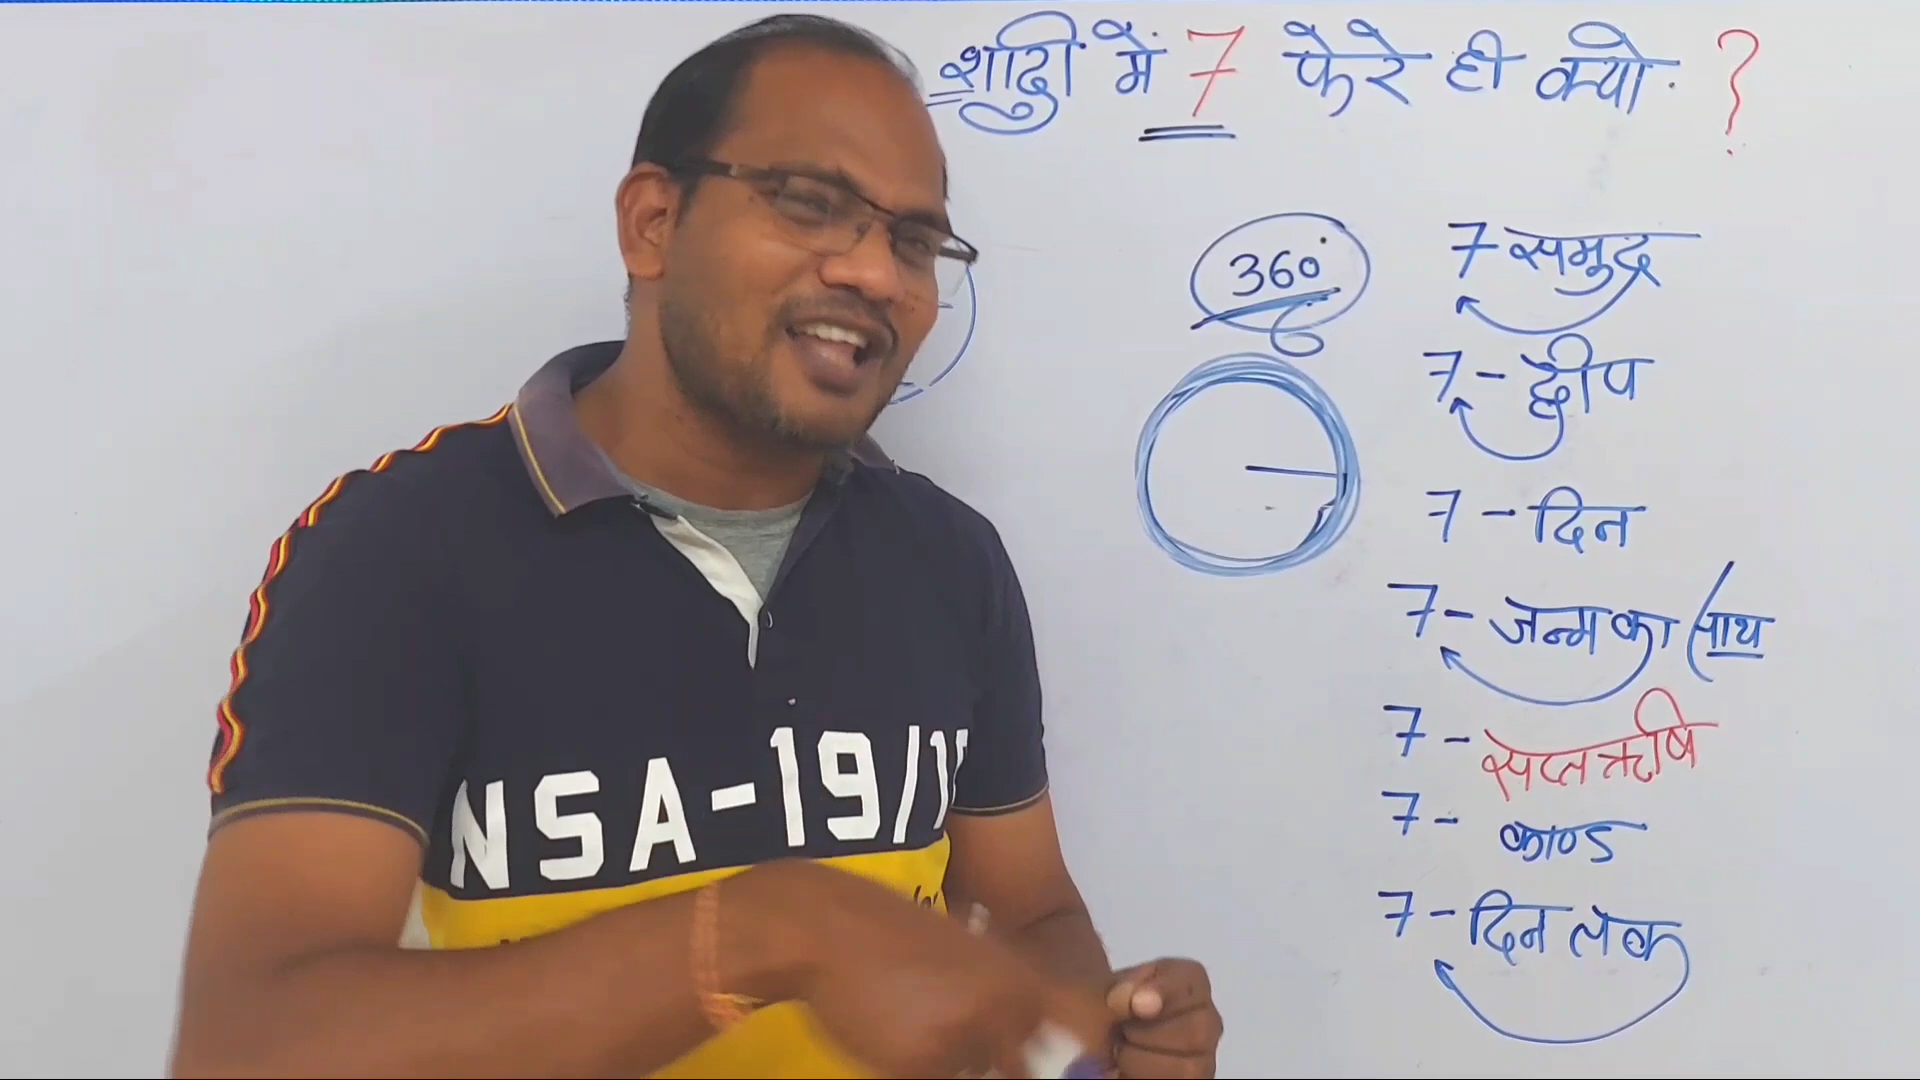 शादी में 7 फेरे ही क्यो ?
360°
7 समुद्र
7 - द्वीप
7 - दिन
7 - जन्म का साथ
7 - सप्तऋषि
7 - काण्ड
7 - दिन तक
NSA-19/1